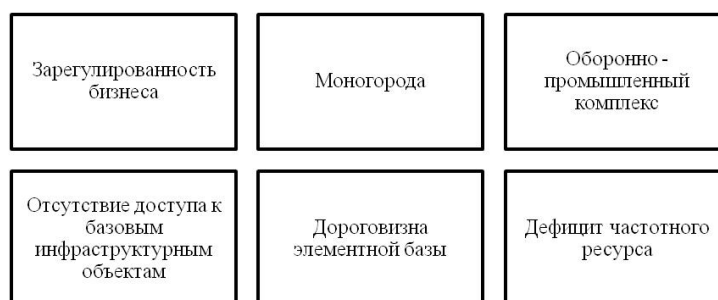 Зарегулированность
бизнеса
Моногорода
Оборонно -
промышленный
комплекс
Отсутствие доступа к
базовым
инфраструктурным
объектам
Дороговизна
элементной базы
Дефицит частотного
ресурса